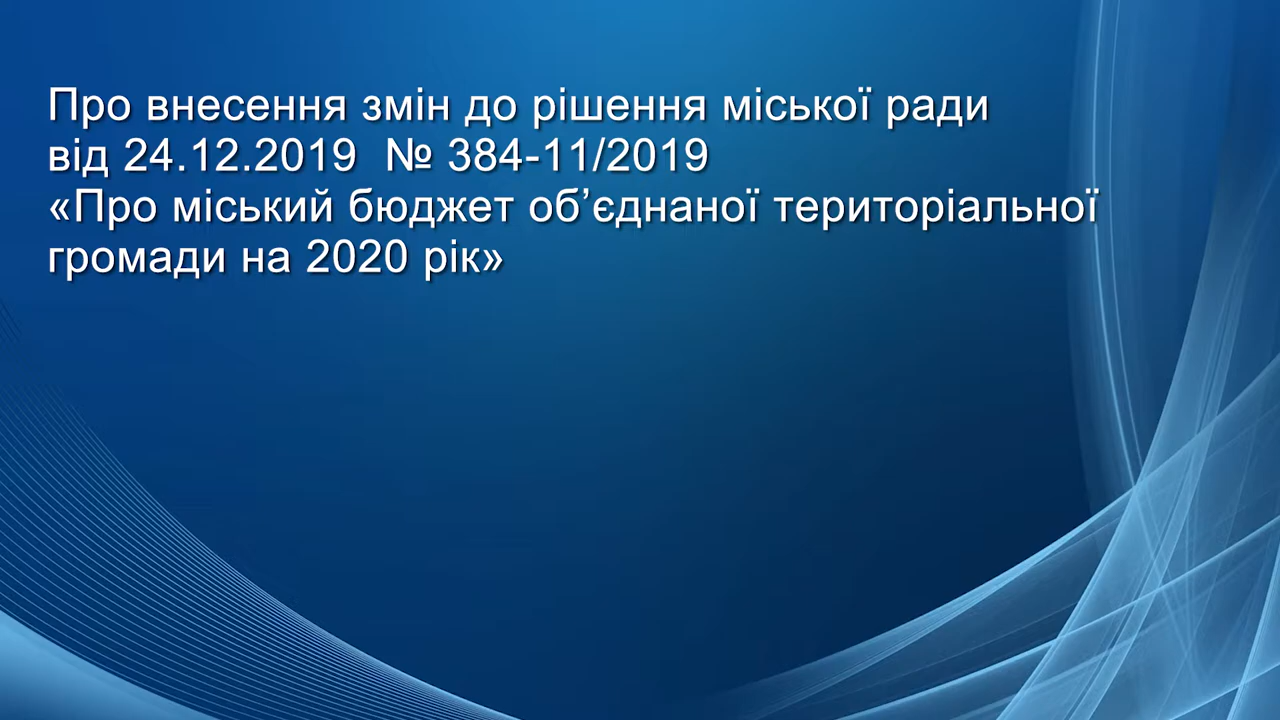 Про внесення змін до рішення міської ради
від 24.12.2019  № 384-11/2019
«Про міський бюджет об’єднаної територіальної
громади на 2020 рік»